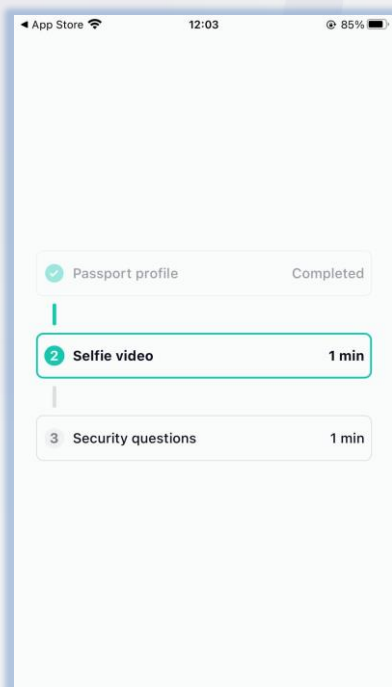 ◀ App Store 12:03 85%
Passport profile Completed
2 Selfie video 1 min
3 Security questions 1 min